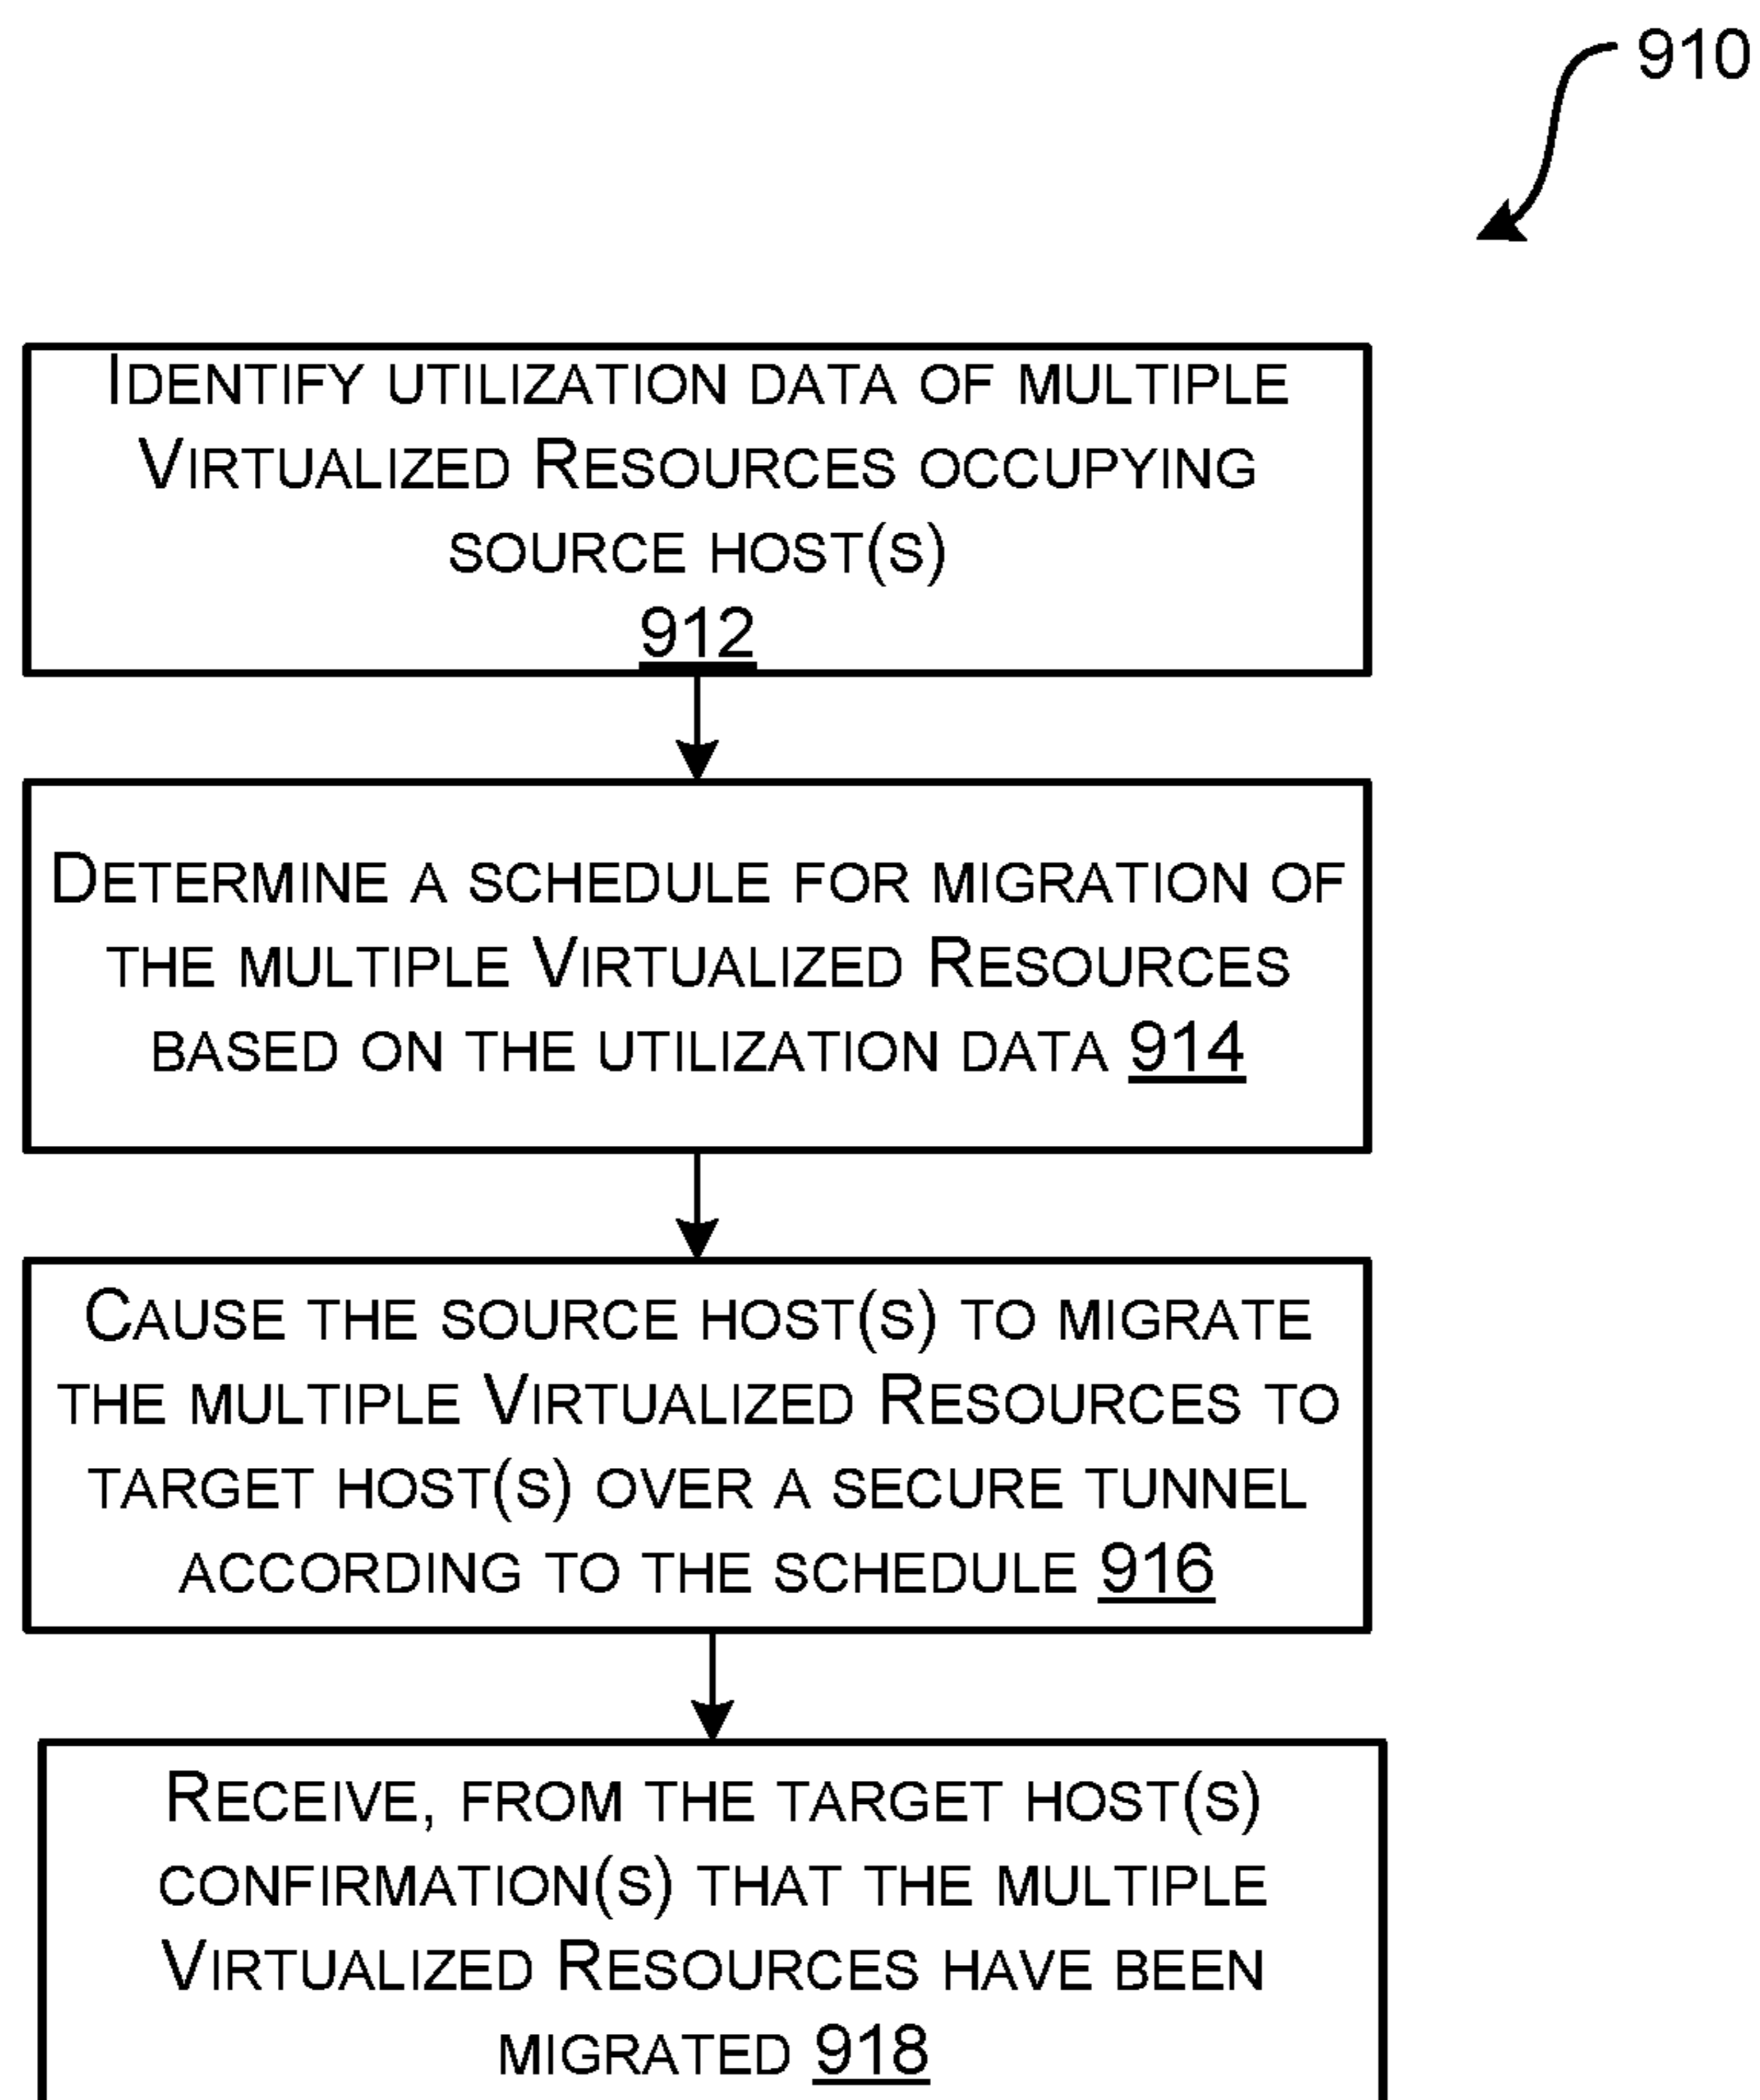 910
Identify utilization data of multiple
Virtualized Resources occupying
source host(s)
912
Determine a schedule for migration of
the multiple Virtualized Resources
based on the utilization data 914
Cause the source host(s) to migrate
the multiple Virtualized Resources to
target host(s) over a secure tunnel
according to the schedule 916
Receive, from the target host(s)
confirmation(s) that the multiple
Virtualized Resources have been
migrated 918